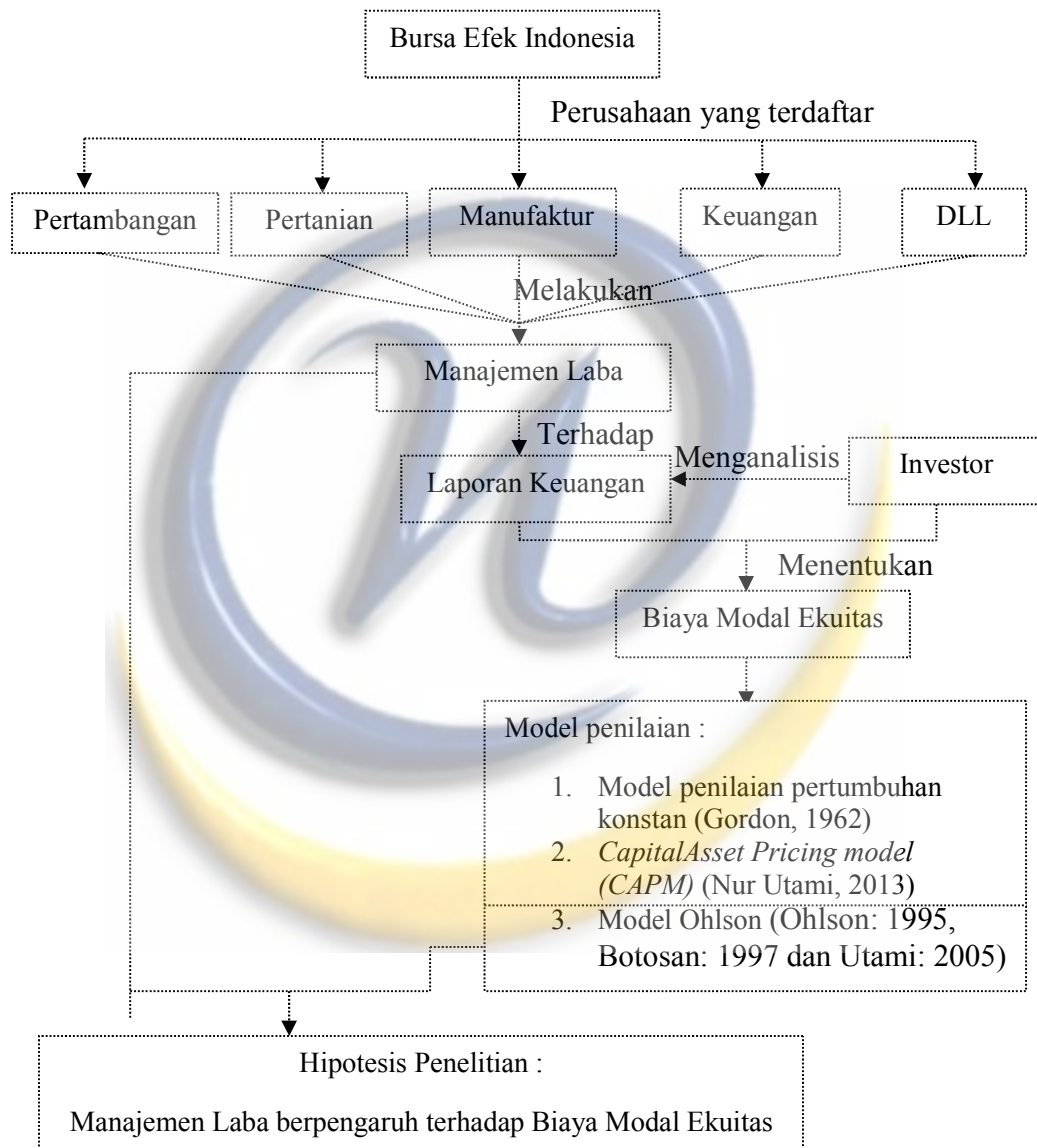 Bursa Efek Indonesia
Perusahaan yang terdaftar
Pertambangan
Pertanian
Manufaktur
Keuangan
DLL
Melakukan
Manajemen Laba
Terhadap
Menganalisis
Investor
Laporan Keuangan
Menentukan
Biaya Modal Ekuitas
Model penilaian :
1. Model penilaian pertumbuhan
konstan (Gordon, 1962)
2. CapitalAsset Pricing model
(CAPM) (Nur Utami, 2013)
3. Model Ohlson (Ohlson: 1995,
Botosan: 1997 dan Utami: 2005)
Hipotesis Penelitian :
Manajemen Laba berpengaruh terhadap Biaya Modal Ekuitas